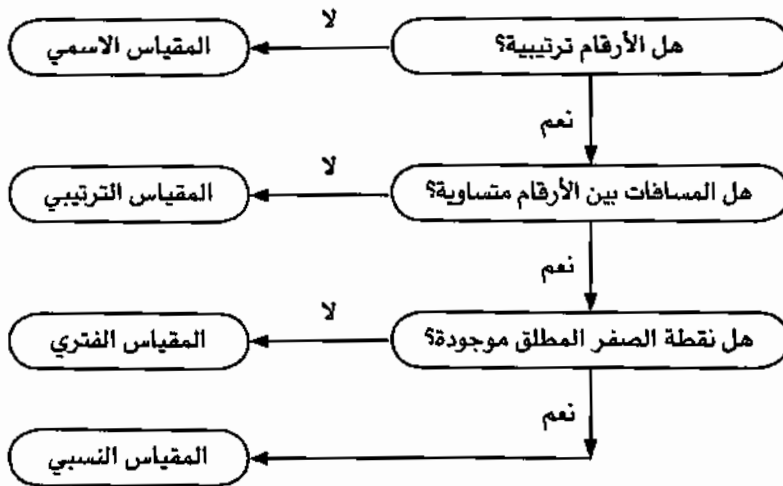 هل الأرقام ترتيبية؟
لا
المقياس الاسمي
نعم
هل المسافات بين الأرقام متساوية؟
لا
المقياس الترتيبي
نعم
هل نقطة الصفر المطلق موجودة؟
لا
المقياس الفتري
نعم
المقياس النسبي